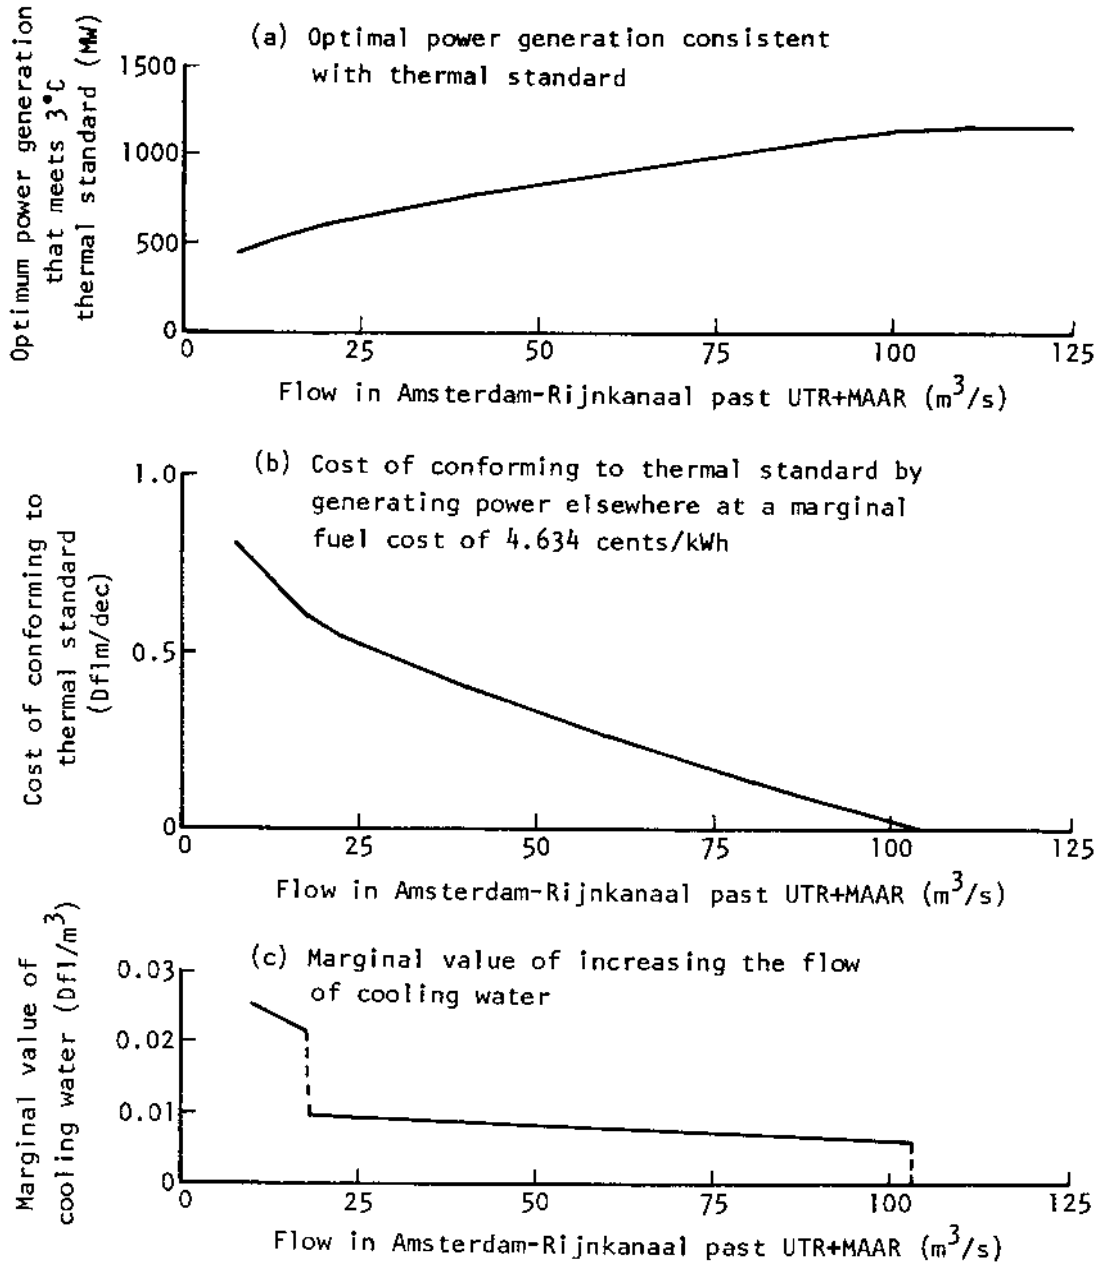 (a) Optimal power generation consistent
with thermal standard
Optimum power generation
that meets 3°C
thermal standard (MW)
1500
1000
500
0
0 25 50 75 100 125
Flow in Amsterdam-Rijnkanaal past UTR+MAAR (m³/s)
(b) Cost of conforming to thermal standard by
generating power elsewhere at a marginal
fuel cost of 4.634 cents/kWh
Cost of conforming to
thermal standard
(Dflm/dec)
1.0
0.5
0
0 25 50 75 100 125
Flow in Amsterdam-Rijnkanaal past UTR+MAAR (m³/s)
(c) Marginal value of increasing the flow
of cooling water
Marginal value of
cooling water (Dfl/m³)
0.03
0.02
0.01
0
0 25 50 75 100 125
Flow in Amsterdam-Rijnkanaal past UTR+MAAR (m³/s)